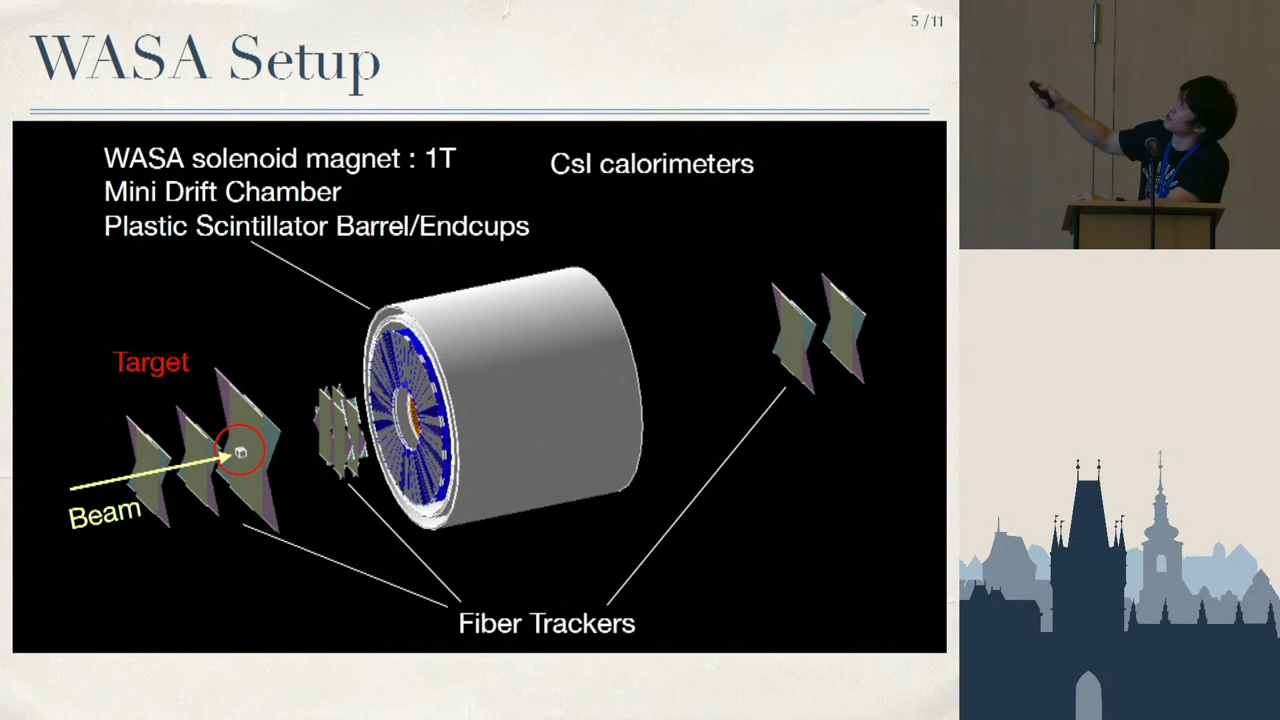 5 / 11
WASA Setup
WASA solenoid magnet : 1T
Mini Drift Chamber
Plastic Scintillator Barrel/Endcups
CsI calorimeters
Target
Beam
Fiber Trackers